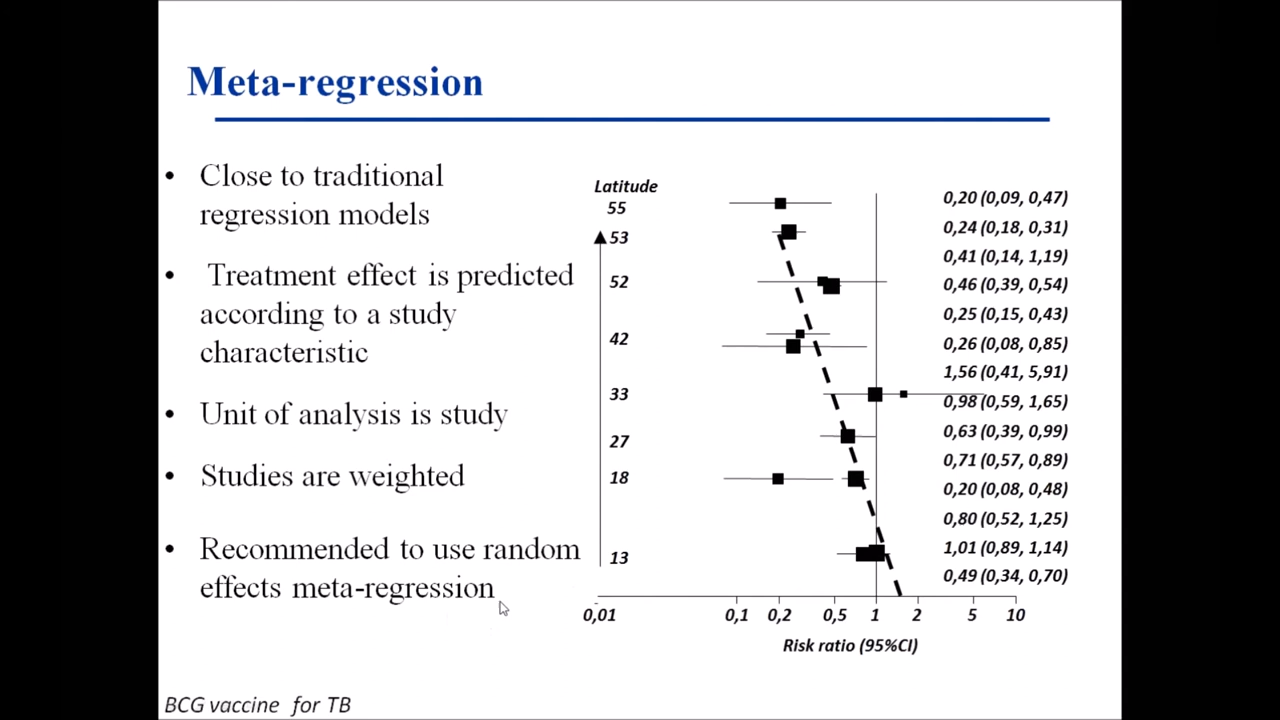 Meta-regression
• Close to traditional
regression models
• Treatment effect is predicted
according to a study
characteristic
• Unit of analysis is study
• Studies are weighted
• Recommended to use random
effects meta-regression
Latitude
55
53
52
42
33
27
18
13
0,20 (0,09, 0,47)
0,24 (0,18, 0,31)
0,41 (0,14, 1,19)
0,46 (0,39, 0,54)
0,25 (0,15, 0,43)
0,26 (0,08, 0,85)
1,56 (0,41, 5,91)
0,98 (0,59, 1,65)
0,63 (0,39, 0,99)
0,71 (0,57, 0,89)
0,20 (0,08, 0,48)
0,80 (0,52, 1,25)
1,01 (0,89, 1,14)
0,49 (0,34, 0,70)
0,01 0,1 0,2 0,5 1 2 5 10
Risk ratio (95%CI)
BCG vaccine for TB